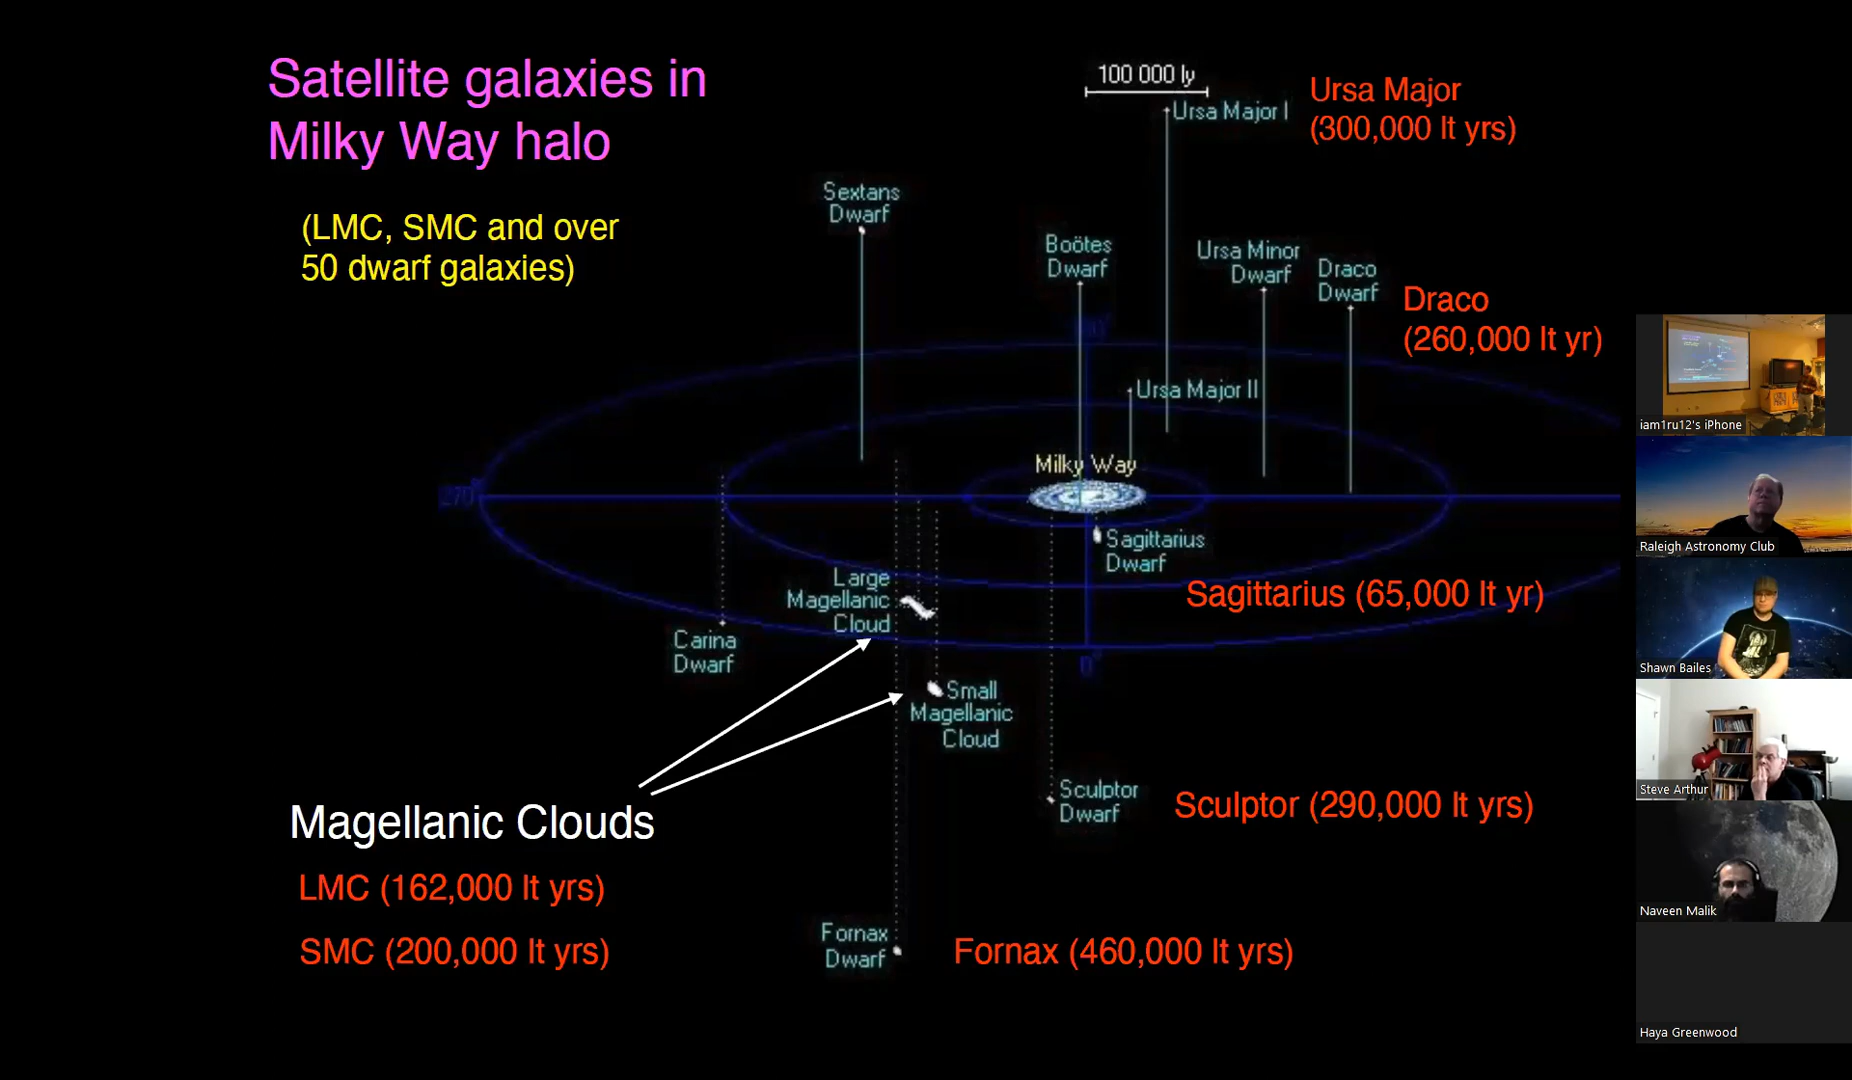 Satellite galaxies in
Milky Way halo
(LMC, SMC and over
50 dwarf galaxies)
100 000 ly
Ursa Major I
Ursa Major
(300,000 lt yrs)
Sextans
Dwarf
Boötes
Dwarf
Ursa Minor
Dwarf
Draco
Dwarf
Draco
(260,000 lt yr)
Ursa Major II
Milky Way
270°
Sagittarius
Dwarf
Sagittarius (65,000 lt yr)
Large
Magellanic
Cloud
Carina
Dwarf
0°
Small
Magellanic
Cloud
Sculptor
Dwarf
Sculptor (290,000 lt yrs)
Magellanic Clouds
LMC (162,000 lt yrs)
SMC (200,000 lt yrs)
Fornax
Dwarf
Fornax (460,000 lt yrs)
iam1ru12's iPhone
Raleigh Astronomy Club
Shawn Bailes
Steve Arthur
Naveen Malik
Haya Greenwood